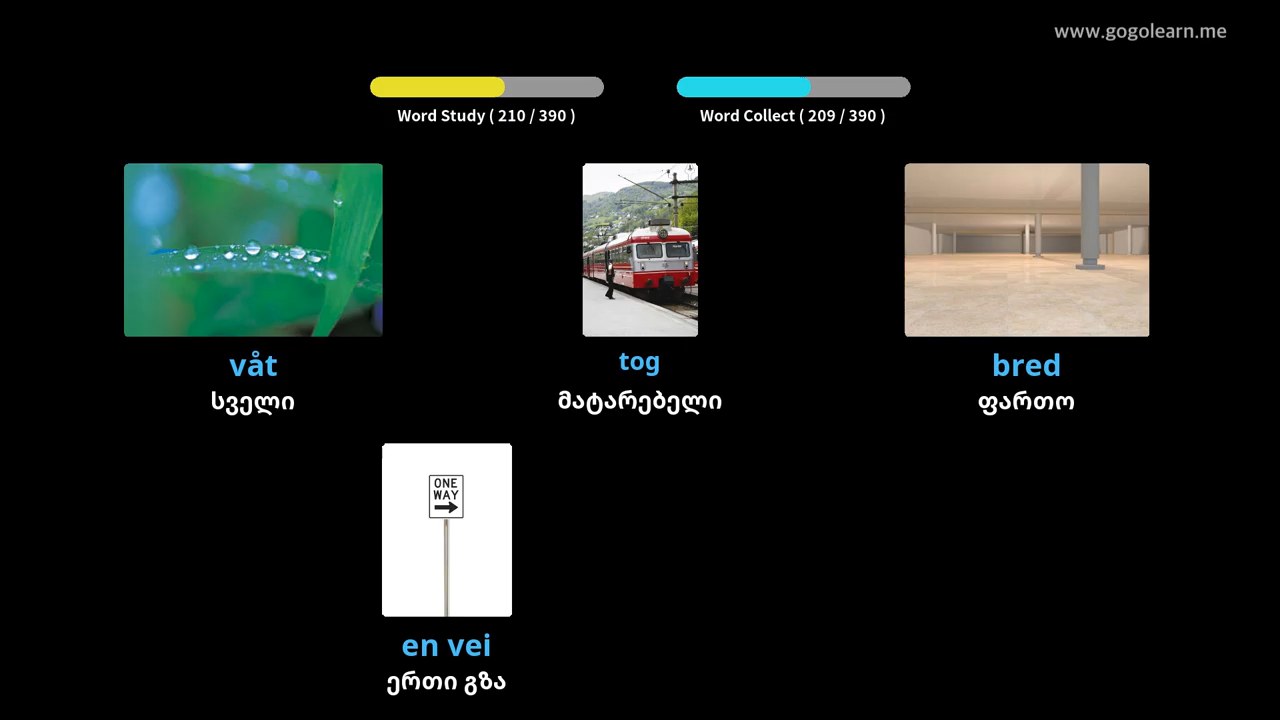 www.gogolearn.me
Word Study ( 210 / 390 )
Word Collect ( 209 / 390 )
våt
სველი
tog
მატარებელი
bred
ფართო
ONE
WAY
en vei
ერთი გზა